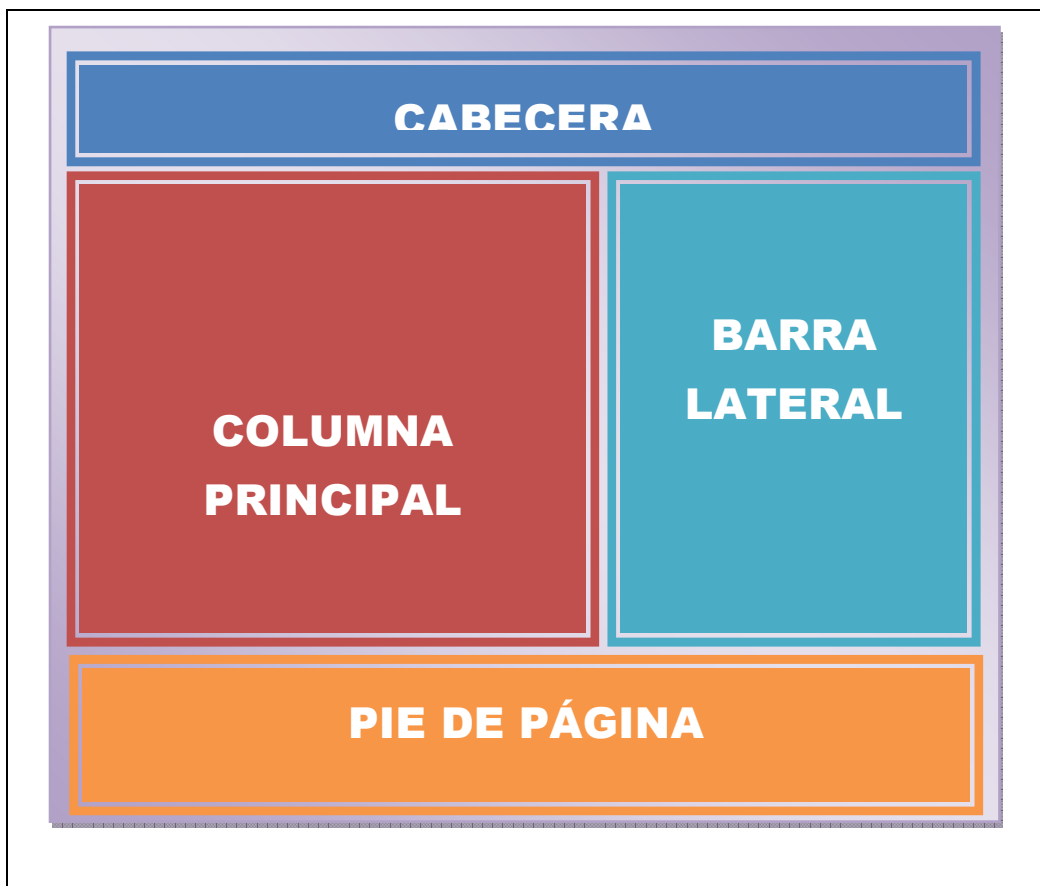 CABECERA
COLUMNA
PRINCIPAL
BARRA
LATERAL
PIE DE PÁGINA